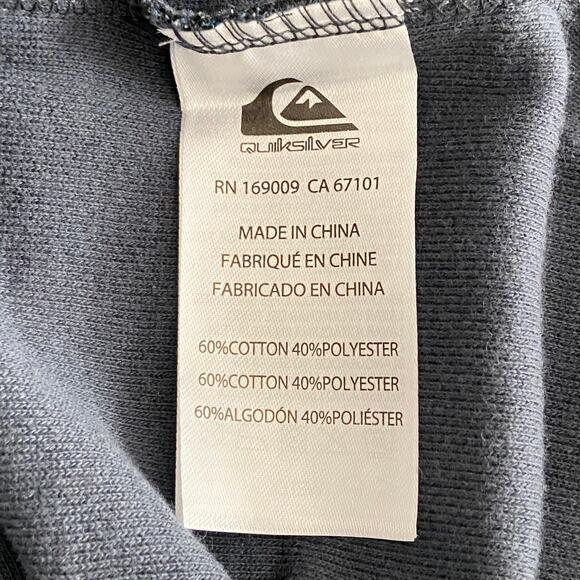 QUIKSILVER
RN 169009 CA 67101
MADE IN CHINA
FABRIQUÉ EN CHINE
FABRICADO EN CHINA
60%COTTON 40%POLYESTER
60%COTTON 40%POLYESTER
60%ALGODÓN 40%POLIÉSTER